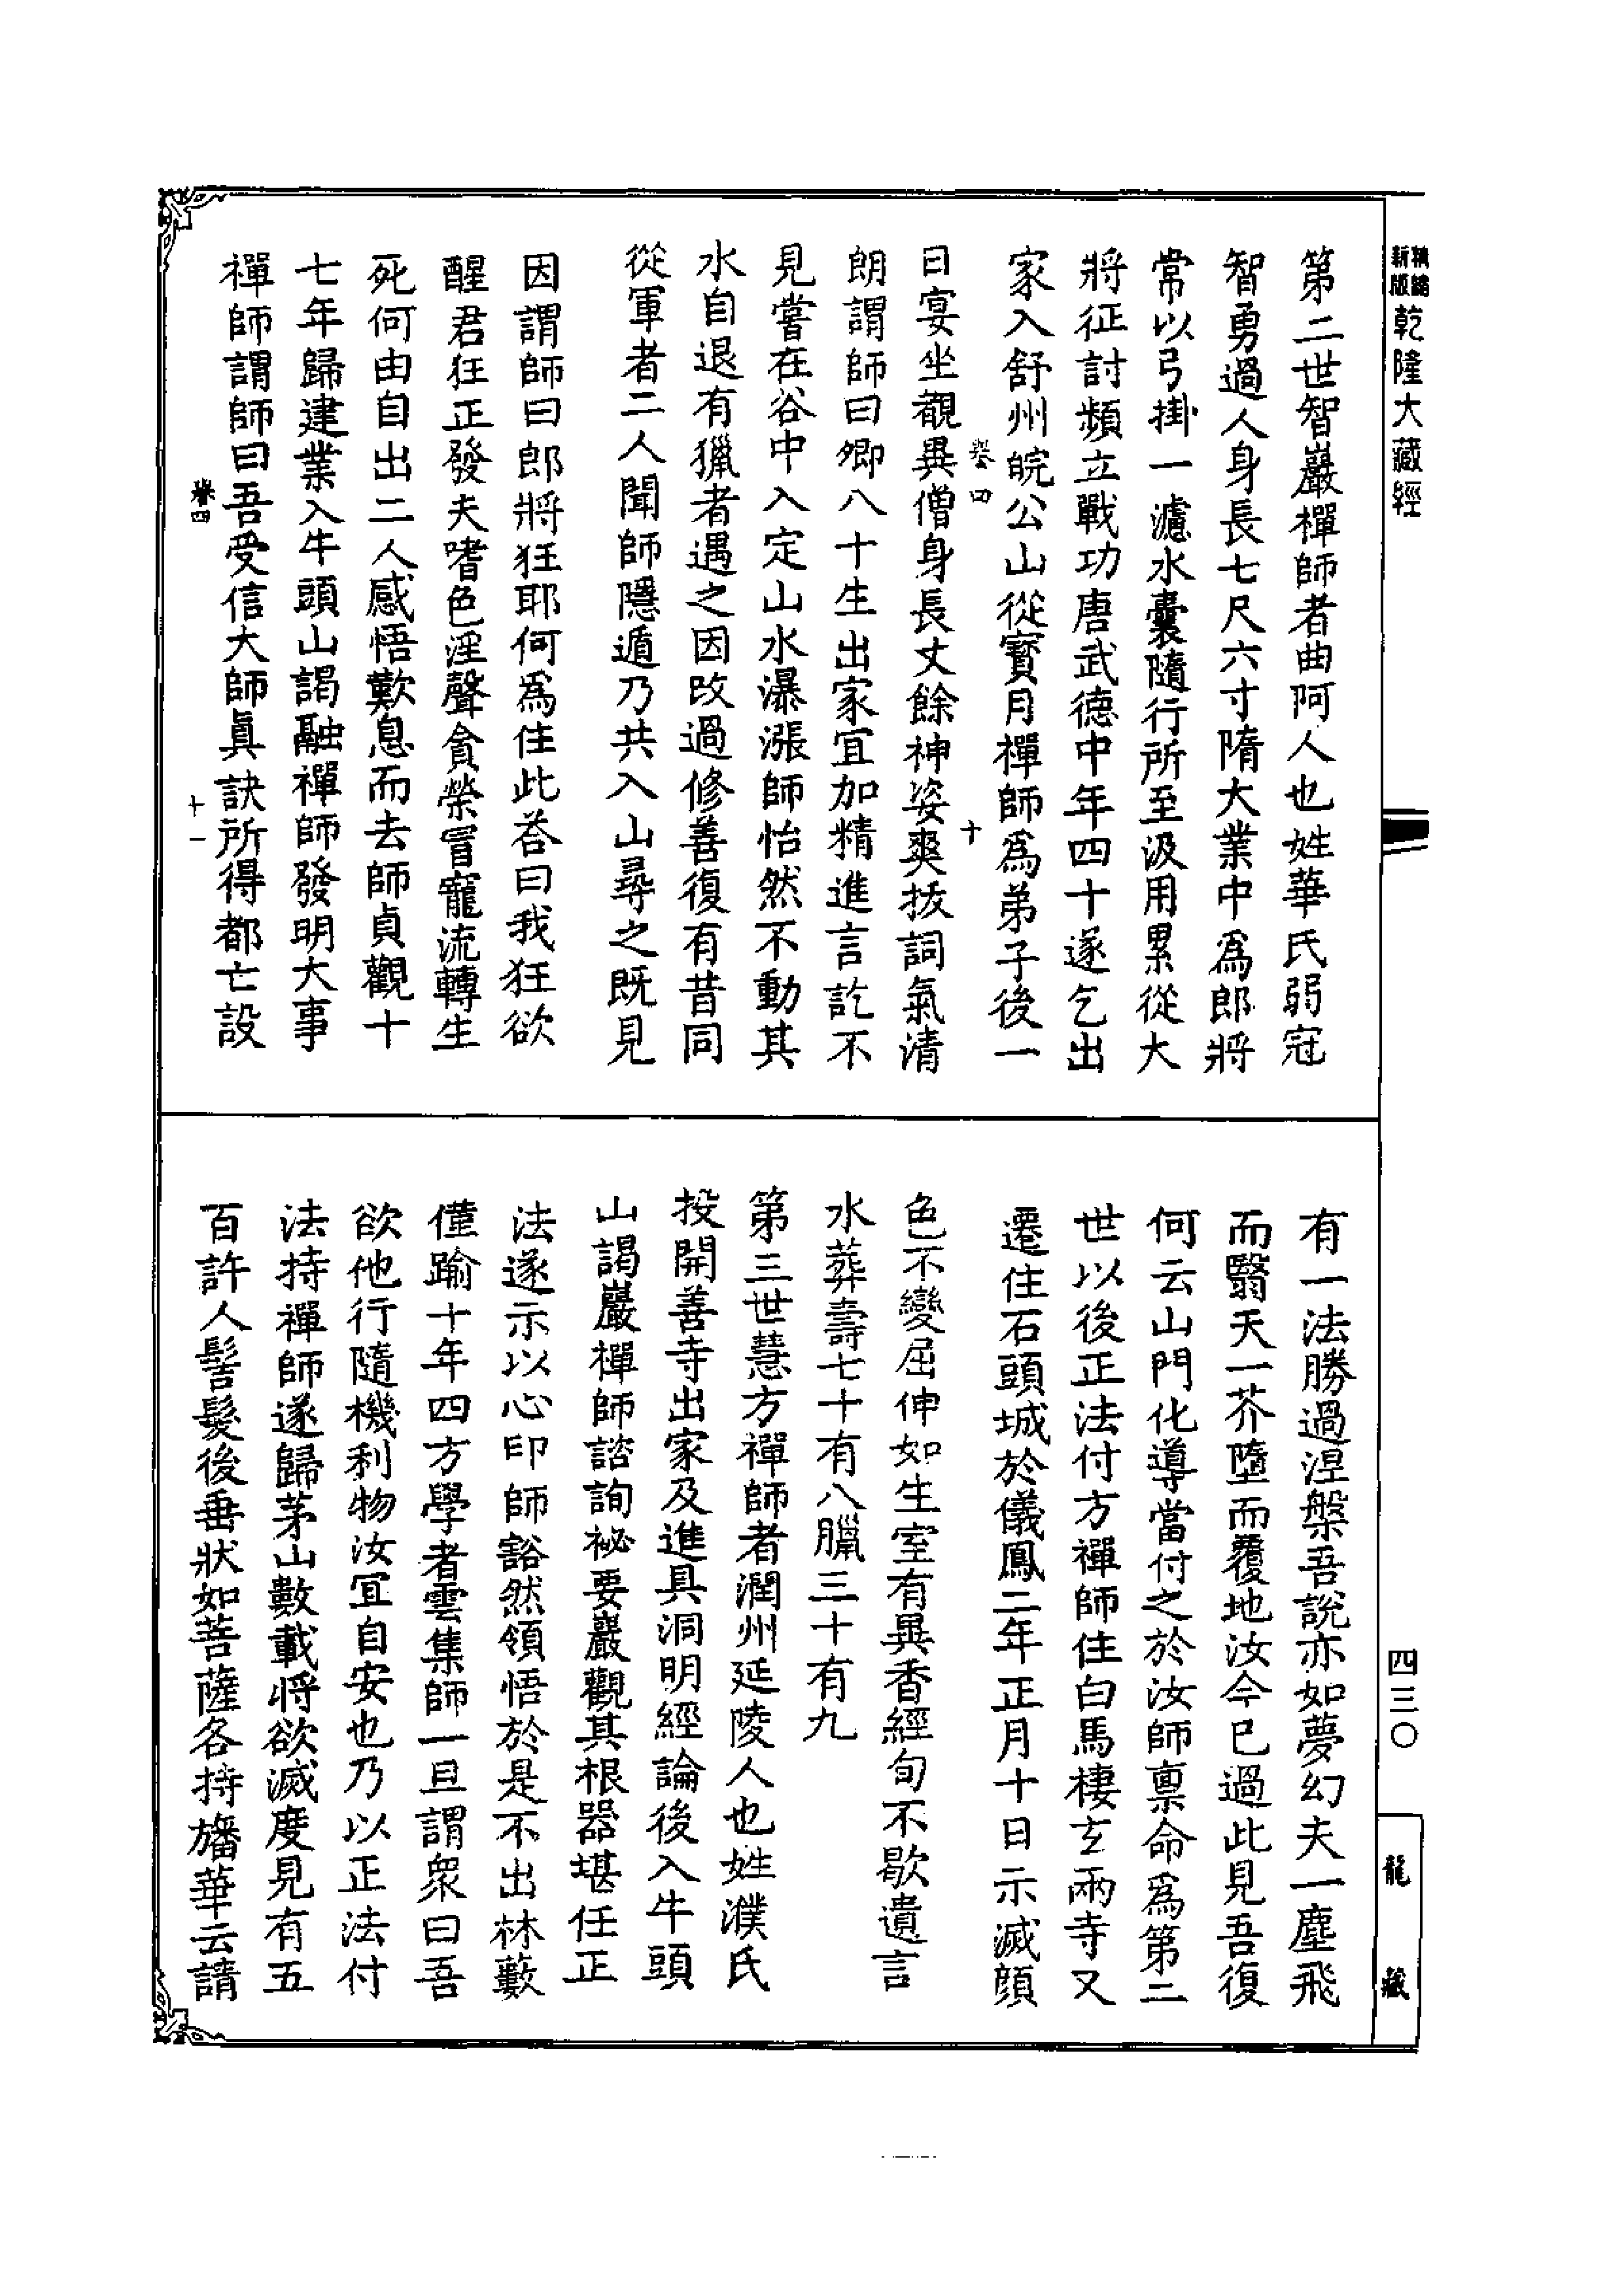 新版
乾隆大藏經
第二世智巖禪師者曲阿人也姓華氏弱冠
智勇過人身長七尺六寸隋大業中爲郎將
常以弓掛一濾水囊隨行所至汲用累從大
將征討頻立戰功唐武德中年四十遂乞出
家入舒州皖公山從寶月禪師爲弟子後一
卷四
十
日宴坐覩異僧身長丈餘神姿爽拔詞氣清
朗謂師曰卿八十生出家宜加精進言訖不
見嘗在谷中入定山水瀑漲師怡然不動其
水自退有獵者遇之因改過修善復有昔同
從軍者二人聞師隱遁乃共入山尋之既見
因謂師曰郎將狂耶何爲住此荅曰我狂欲
醒君狂正發夫嗜色淫聲貪榮冒寵流轉生
死何由自出二人感悟歎息而去師貞觀十
七年歸建業入牛頭山謁融禪師發明大事
禪師謂師曰吾受信大師眞訣所得都亡設
卷四
十一
有一法勝過涅槃吾說亦如夢幻夫一塵飛
而翳天一芥墮而覆地汝今已過此見吾復
何云山門化導當付之於汝師稟命爲第二
世以後正法付方禪師住白馬棲玄兩寺又
遷住石頭城於儀鳳二年正月十日示滅顏
色不變屈伸如生室有異香經旬不歇遺言
水葬壽七十有八臘三十有九
第三世慧方禪師者潤州延陵人也姓濮氏
投開善寺出家及進具洞明經論後入牛頭
山謁巖禪師諮詢祕要巖觀其根器堪任正
法遂示以心印師豁然領悟於是不出林藪
僅踰十年四方學者雲集師一旦謂衆曰吾
欲他行隨機利物汝宜自安也乃以正法付
法持禪師遂歸茅山數載將欲滅度見有五
百許人髻髮後垂狀如菩薩各持旛華云請
四三〇
龍藏